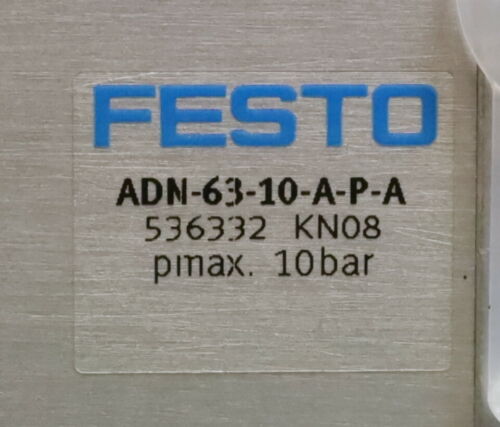 FESTO
ADN-63-10-A-P-A
536332 KN08
pmax. 10bar